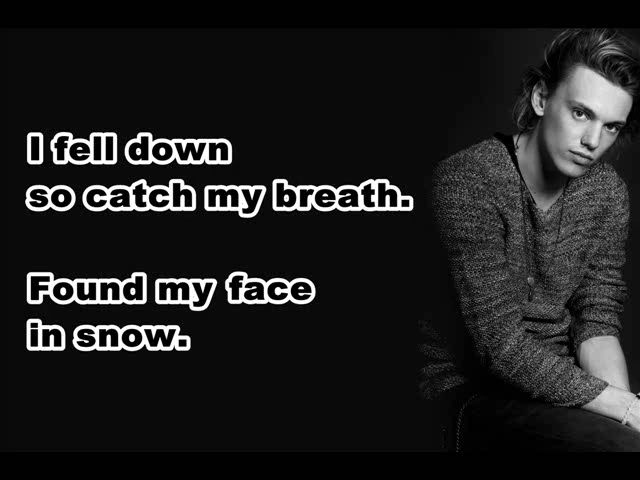 I fell down
so catch my breath.
Found my face
in snow.